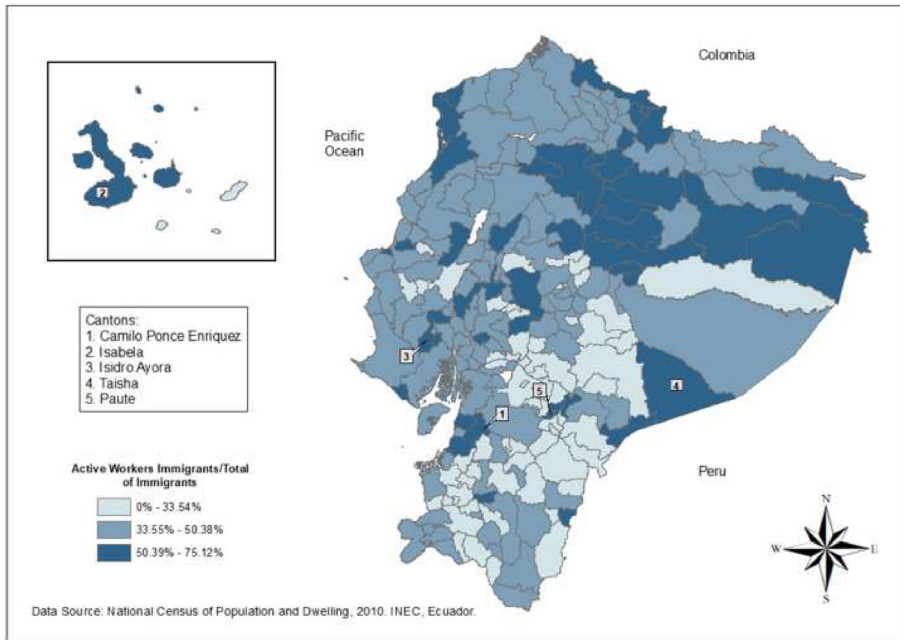 Colombia
Pacific
Ocean
2
Cantons:
1. Camilo Ponce Enriquez
2. Isabela
3. Isidro Ayora
4. Taisha
5. Paute
3
4
5
1
Active Workers Immigrants/Total
of Immigrants
0% - 33.54%
33.55% - 50.38%
50.39% - 75.12%
Peru
N
W
E
S
Data Source: National Census of Population and Dwelling, 2010. INEC, Ecuador.